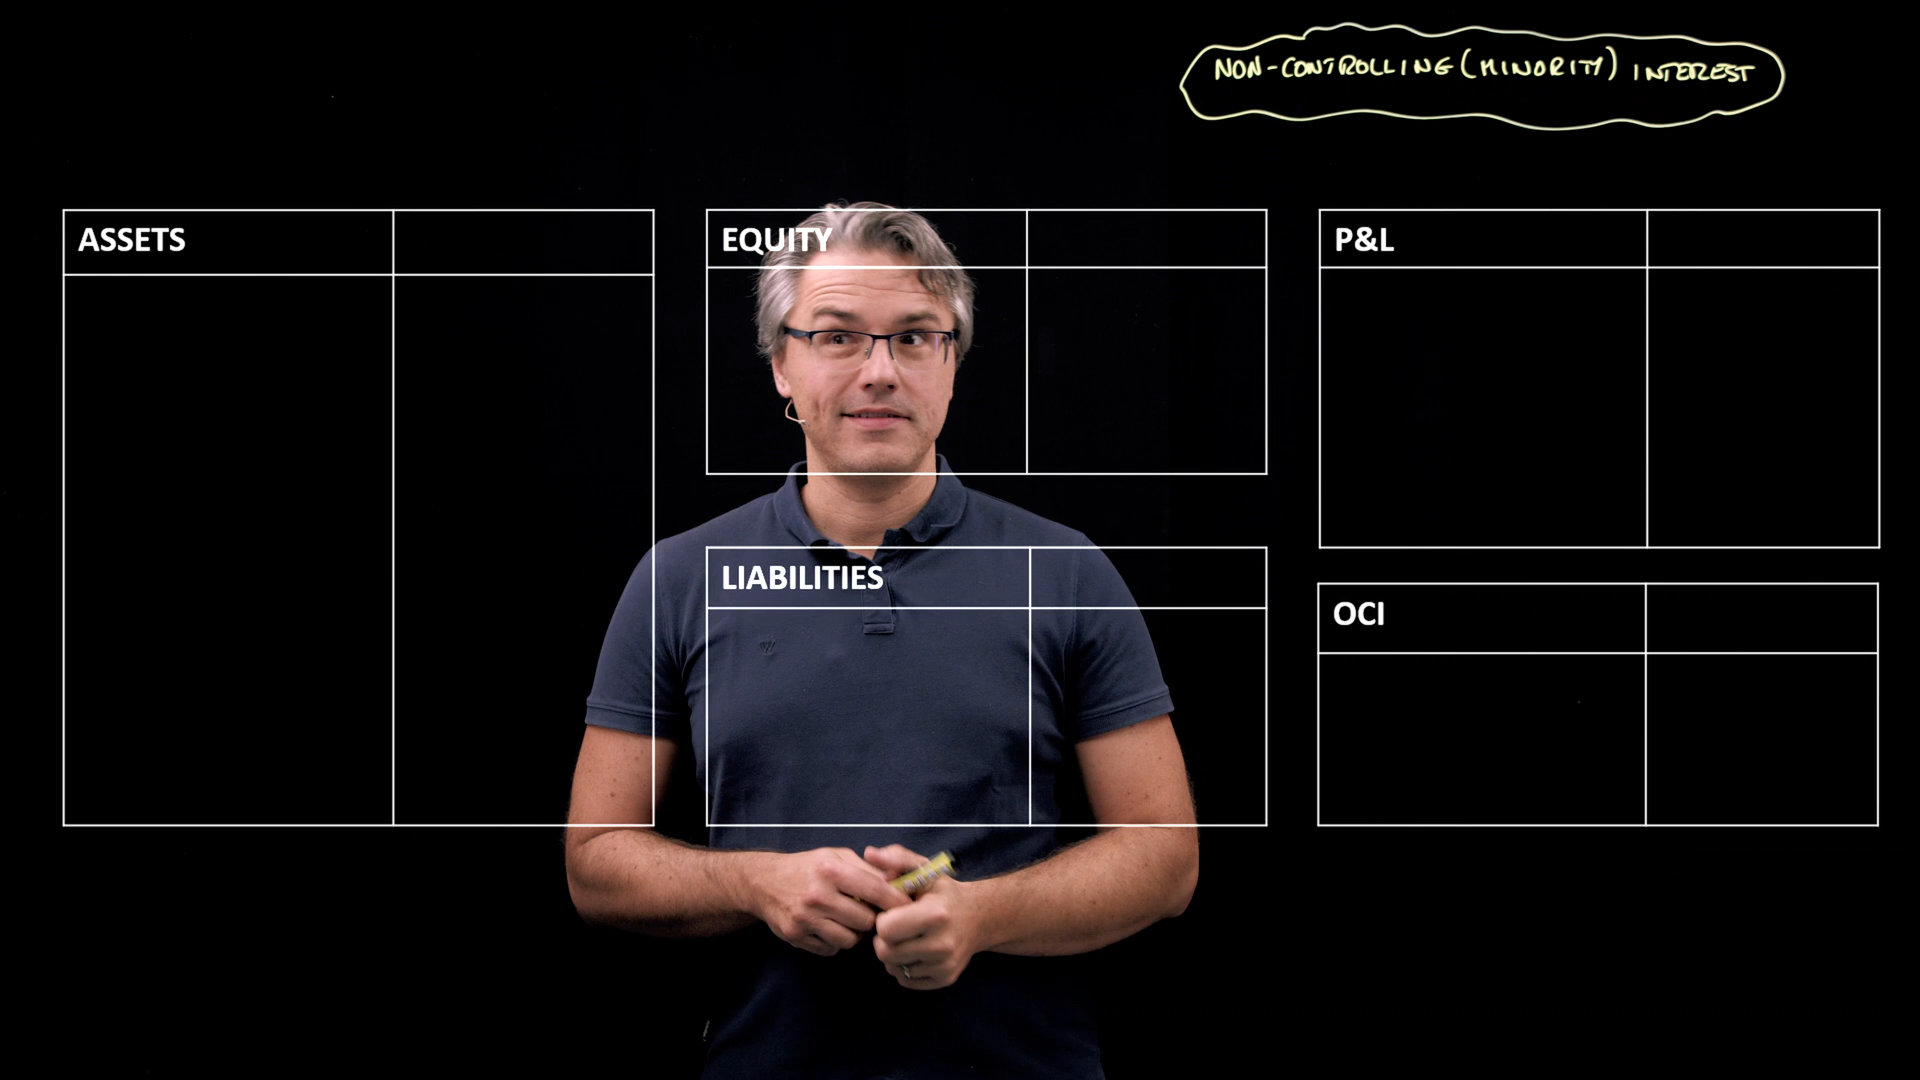 NON-CONTROLLING (MINORITY) INTEREST
ASSETS
EQUITY
P&L
LIABILITIES
OCI